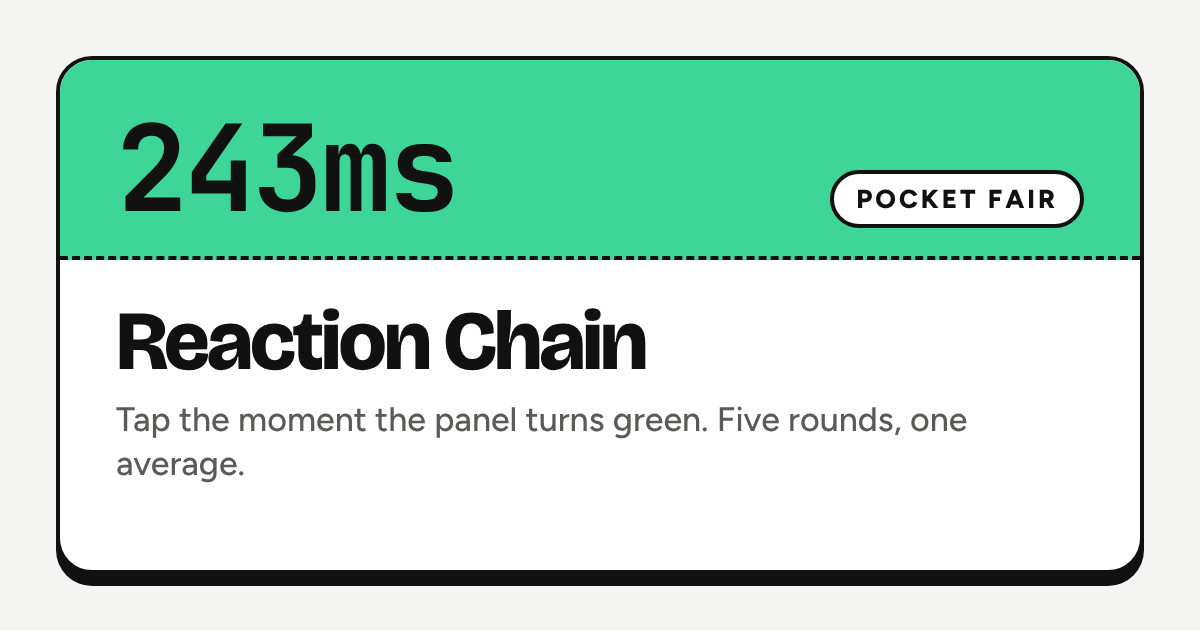 243ms
POCKET FAIR
Reaction Chain
Tap the moment the panel turns green. Five rounds, one
average.